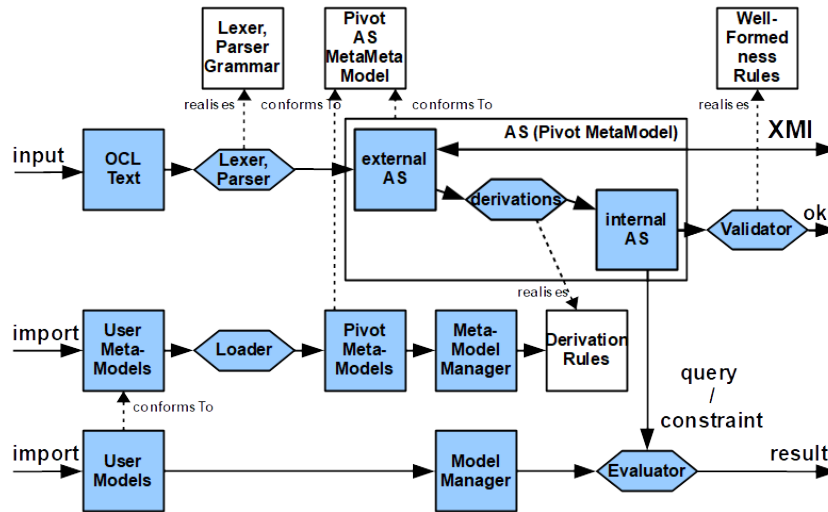 Lexer,
Parser
Grammar
Pivot
AS
MetaMeta
Model
Well-
Formed
ness
Rules
realises
conforms To
conforms To
realises
AS (Pivot MetaModel)
XMI
input
OCL
Text
Lexer,
Parser
external
AS
derivations
internal
AS
Validator
ok
realises
import
User
Meta-
Models
Loader
Pivot
Meta-
Models
Meta-
Model
Manager
Derivation
Rules
query
/
constraint
conforms To
import
User
Models
Model
Manager
Evaluator
result